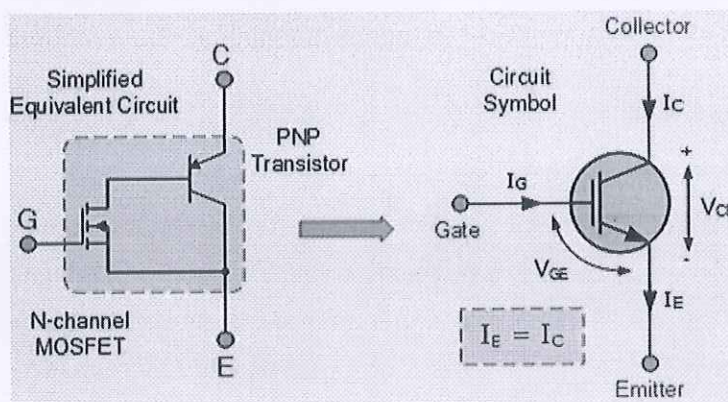 C
Simplified
Equivalent Circuit
PNP
Transistor
G
N-channel
MOSFET
E
Collector
Circuit
Symbol
IC
+
IG
Gate
VGE
-
IE
IE = IC
Emitter